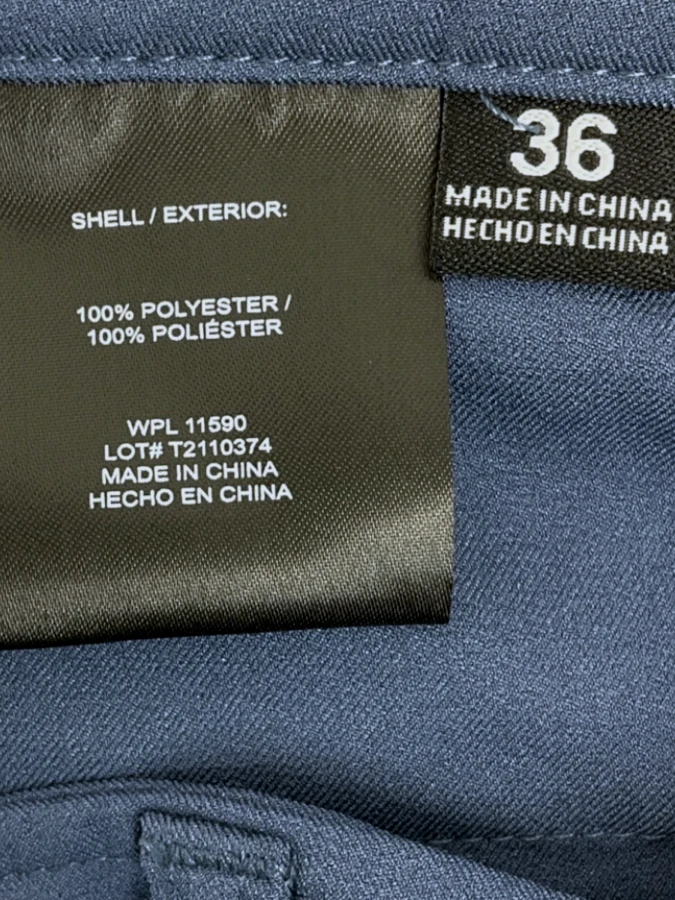 SHELL / EXTERIOR:
100% POLYESTER /
100% POLIÉSTER
WPL 11590
LOT# T2110374
MADE IN CHINA
HECHO EN CHINA
36
MADE IN CHINA
HECHO EN CHINA